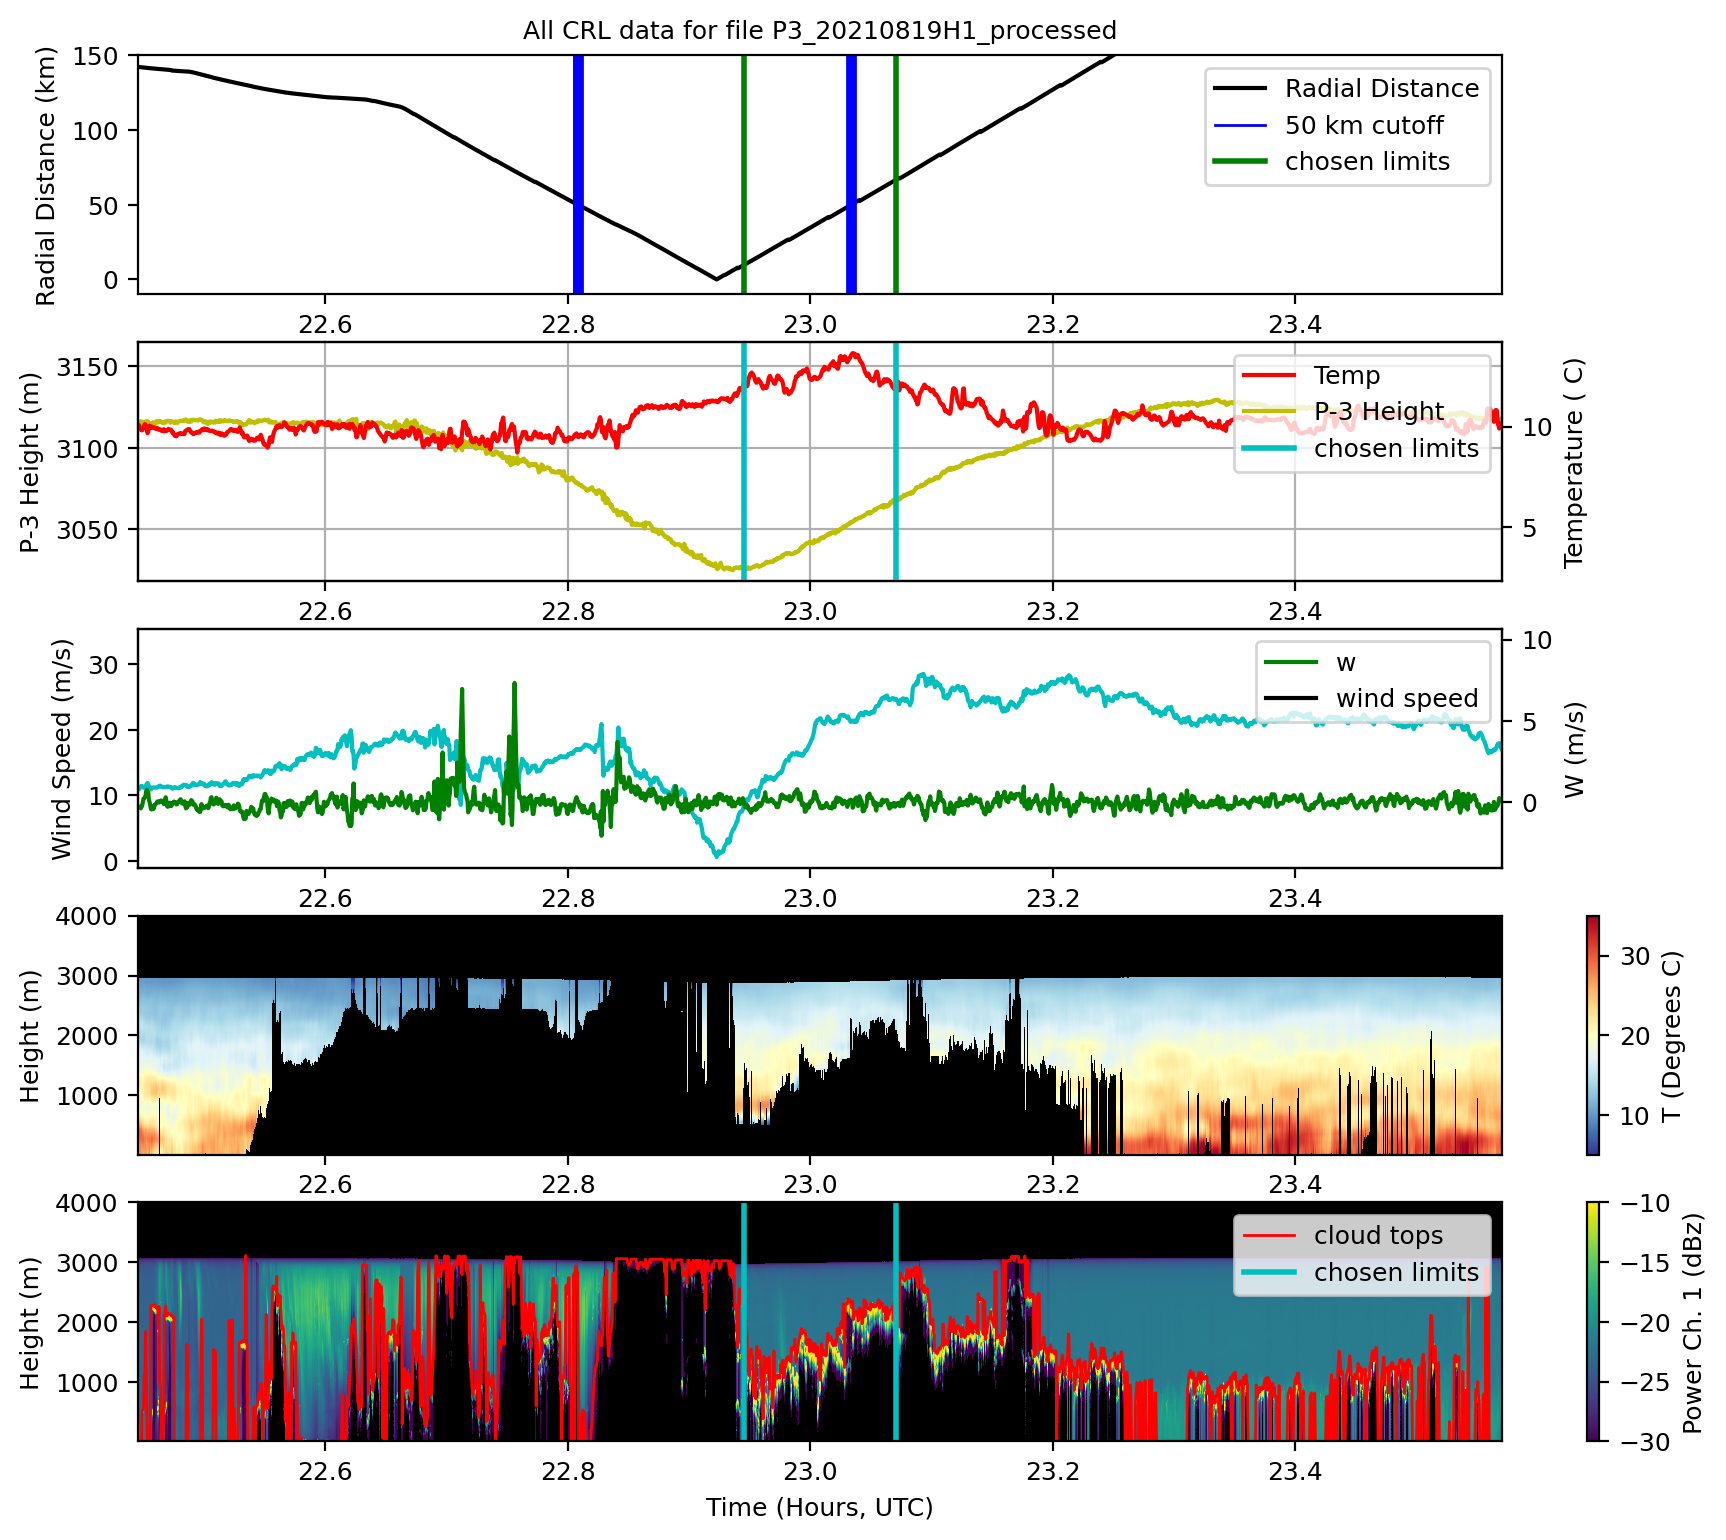 All CRL data for file P3_20210819H1_processed
Radial Distance (km)
150
100
50
0
Radial Distance
50 km cutoff
chosen limits
22.6 22.8 23.0 23.2 23.4
P-3 Height (m)
3150
3100
3050
Temp
P-3 Height
chosen limits
10
5
Temperature ( C)
22.6 22.8 23.0 23.2 23.4
Wind Speed (m/s)
30
20
10
0
w
wind speed
10
5
0
W (m/s)
22.6 22.8 23.0 23.2 23.4
Height (m)
4000
3000
2000
1000
30
20
10
T (Degrees C)
22.6 22.8 23.0 23.2 23.4
Height (m)
4000
3000
2000
1000
cloud tops
chosen limits
−10
−15
−20
−25
−30
Power Ch. 1 (dBz)
22.6 22.8 23.0 23.2 23.4
Time (Hours, UTC)